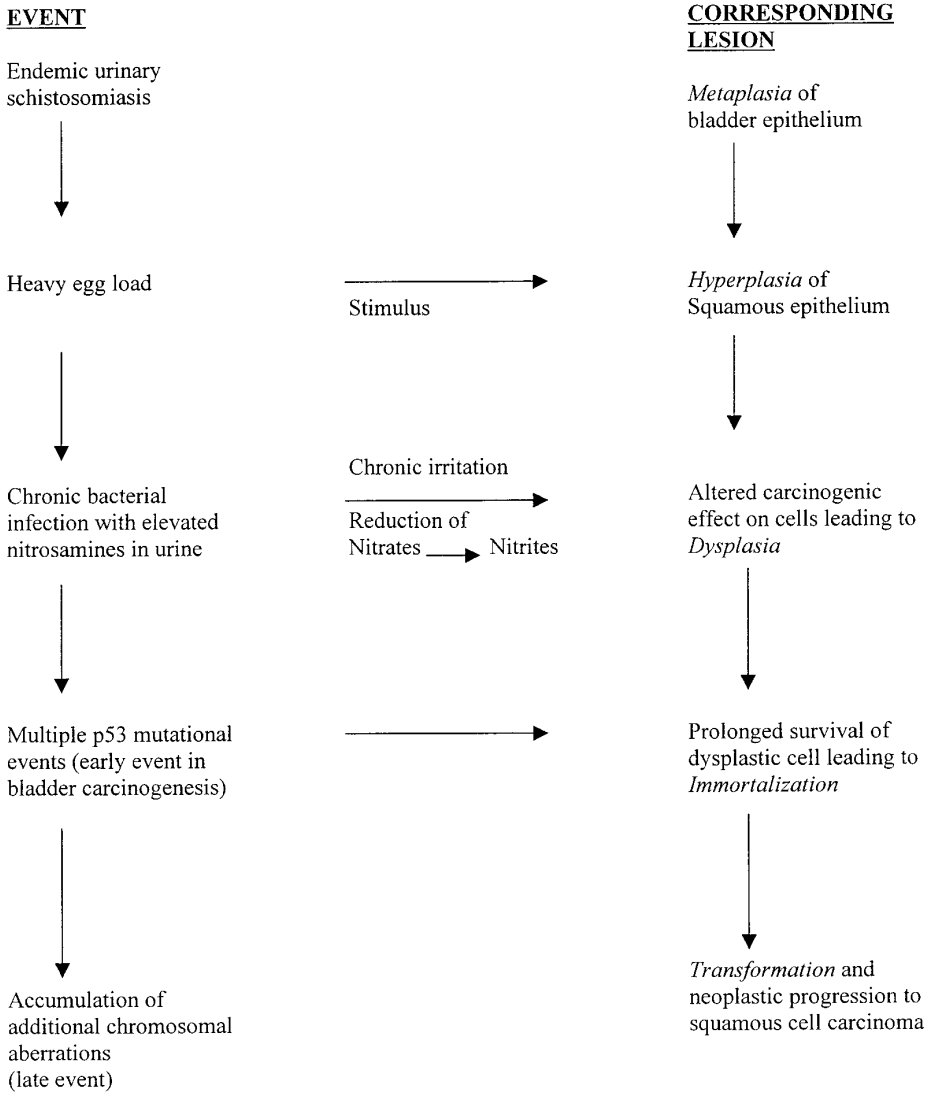 EVENT
CORRESPONDING
LESION
Endemic urinary
schistosomiasis
Metaplasia of
bladder epithelium
Heavy egg load
Stimulus
Hyperplasia of
Squamous epithelium
Chronic bacterial
infection with elevated
nitrosamines in urine
Chronic irritation
Reduction of
Nitrates Nitrites
Altered carcinogenic
effect on cells leading to
Dysplasia
Multiple p53 mutational
events (early event in
bladder carcinogenesis)
Prolonged survival of
dysplastic cell leading to
Immortalization
Accumulation of
additional chromosomal
aberrations
(late event)
Transformation and
neoplastic progression to
squamous cell carcinoma